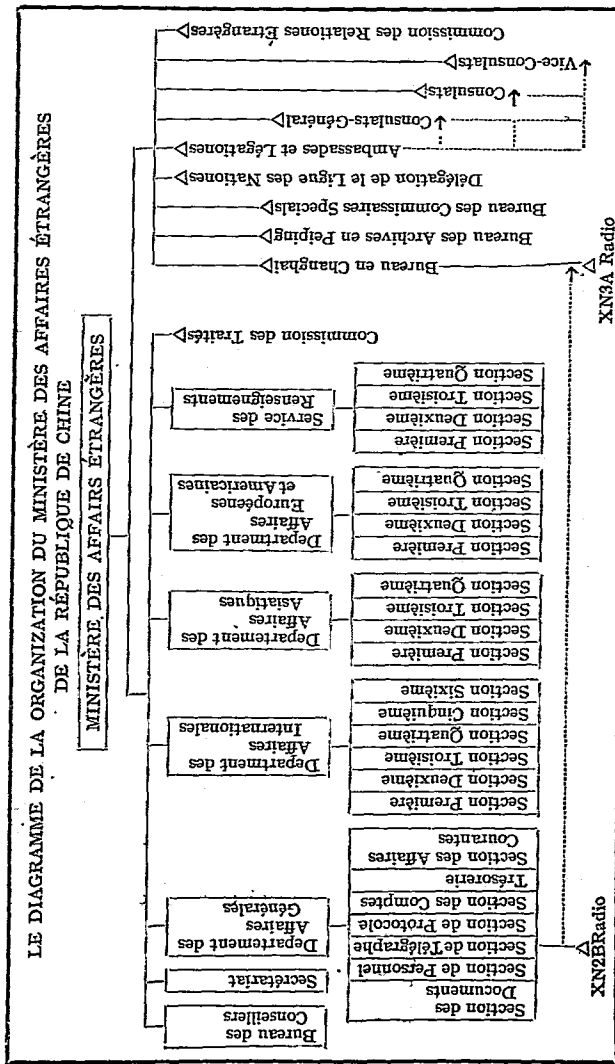 LE DIAGRAMME DE LA ORGANIZATION DU MINISTÈRE DES AFFAIRES ÉTRANGÈRES
DE LA RÉPUBLIQUE DE CHINE
MINISTÈRE DES AFFAIRS ÉTRANGÈRES
Bureau des
Conseillers
Secrétariat
Departement des
Affaires
Générales
Section des
Documents
Section de Personnel
Section de Télégraphe
Section de Protocole
Section des Comptes
Trésorerie
Section des Affaires
Courantes
XN2BRadio
Department des
Affaires
Internationales
Section Première
Section Deuxième
Section Troisième
Section Quatrième
Section Cinquième
Section Sixième
Departement des
Affaires
Asiatiques
Section Première
Section Deuxième
Section Troisième
Section Quatrième
Department des
Affaires
Européenes
et Americaines
Section Première
Section Deuxième
Section Troisième
Section Quatrième
Service des
Renseignements
Section Première
Section Deuxième
Section Troisième
Section Quatrième
Commission des Traités
Bureau en Changhai
XN3A Radio
Bureau des Archives en Peiping
Bureau des Commissaires Specials
Délégation de le Ligue des Nationes
Ambassades et Légationes
Consulats-Général
Consulats
Vice-Consulats
Commission des Relationes Étrangères